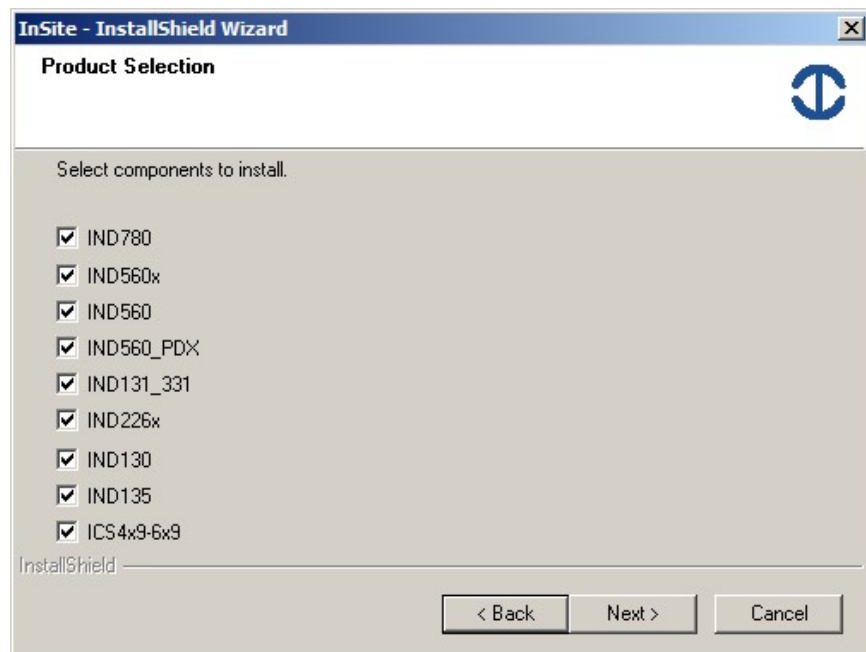 InSite - InstallShield Wizard
Product Selection
Select components to install.
IND780
IND560x
IND560
IND560_PDX
IND131_331
IND226x
IND130
IND135
ICS4x9-6x9
InstallShield
< Back Next > Cancel